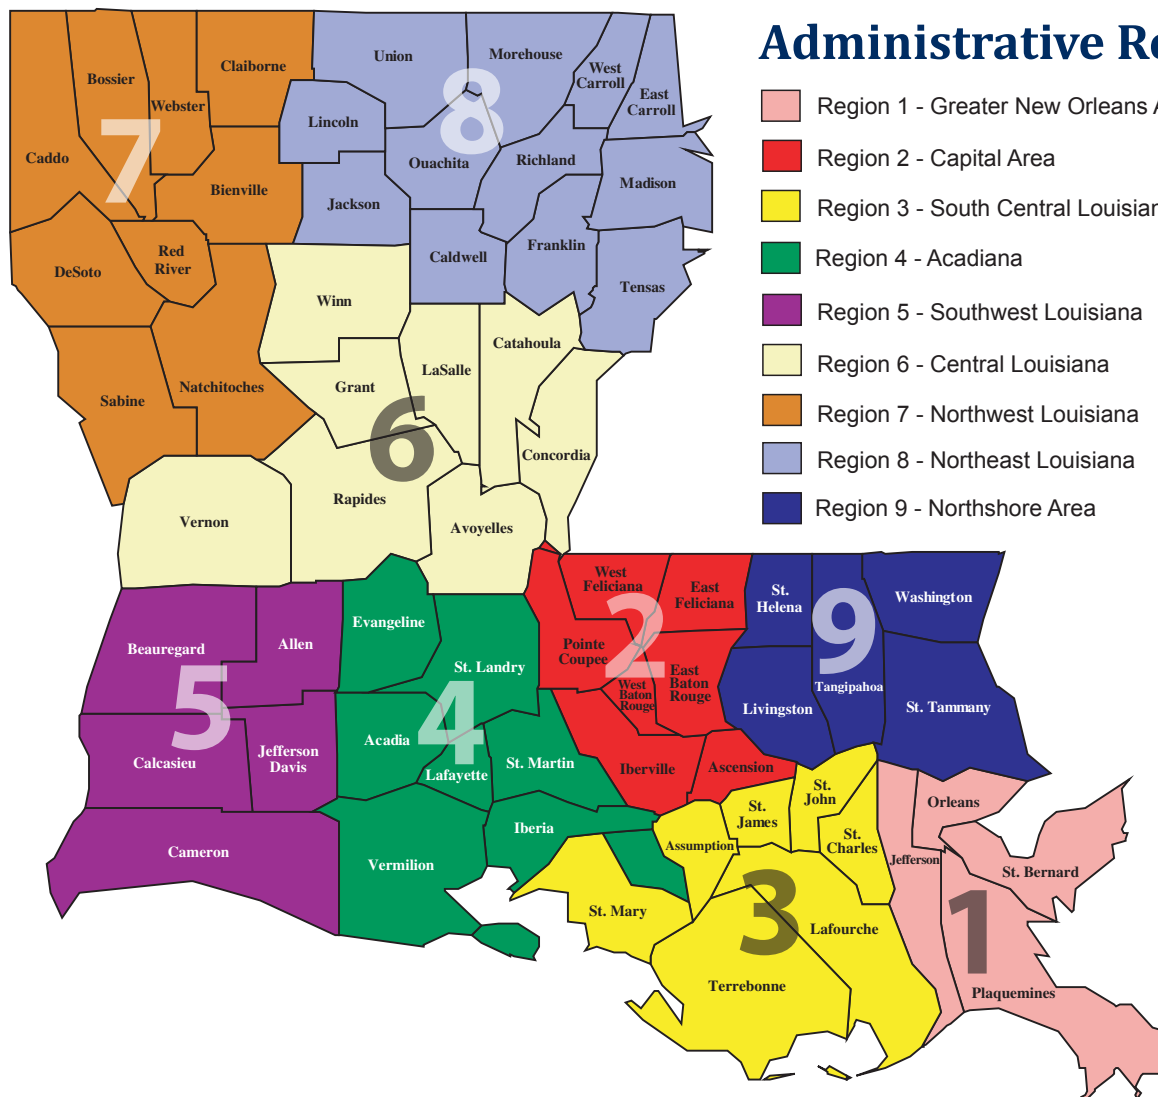 Administrative Re
Region 1 - Greater New Orleans A
Region 2 - Capital Area
Region 3 - South Central Louisian
Region 4 - Acadiana
Region 5 - Southwest Louisiana
Region 6 - Central Louisiana
Region 7 - Northwest Louisiana
Region 8 - Northeast Louisiana
Region 9 - Northshore Area
7
Caddo
Bossier
Webster
Claiborne
Bienville
DeSoto
Red
River
Sabine
Natchitoches
8
Union
Morehouse
West
Carroll
East
Carroll
Lincoln
Ouachita
Richland
Madison
Jackson
Caldwell
Franklin
Tensas
6
Winn
Grant
LaSalle
Catahoula
Concordia
Rapides
Vernon
Avoyelles
5
Beauregard
Allen
Calcasieu
Jefferson
Davis
Cameron
4
Evangeline
St. Landry
Acadia
Lafayette
St. Martin
Iberia
Vermilion
2
West
Feliciana
East
Feliciana
Pointe
Coupee
West
Baton
Rouge
East
Baton
Rouge
Iberville
Ascension
9
St.
Helena
Washington
Tangipahoa
Livingston
St. Tammany
3
St.
John
St.
James
St.
Charles
Assumption
St. Mary
Lafourche
Terrebonne
1
Orleans
Jefferson
St. Bernard
Plaquemines